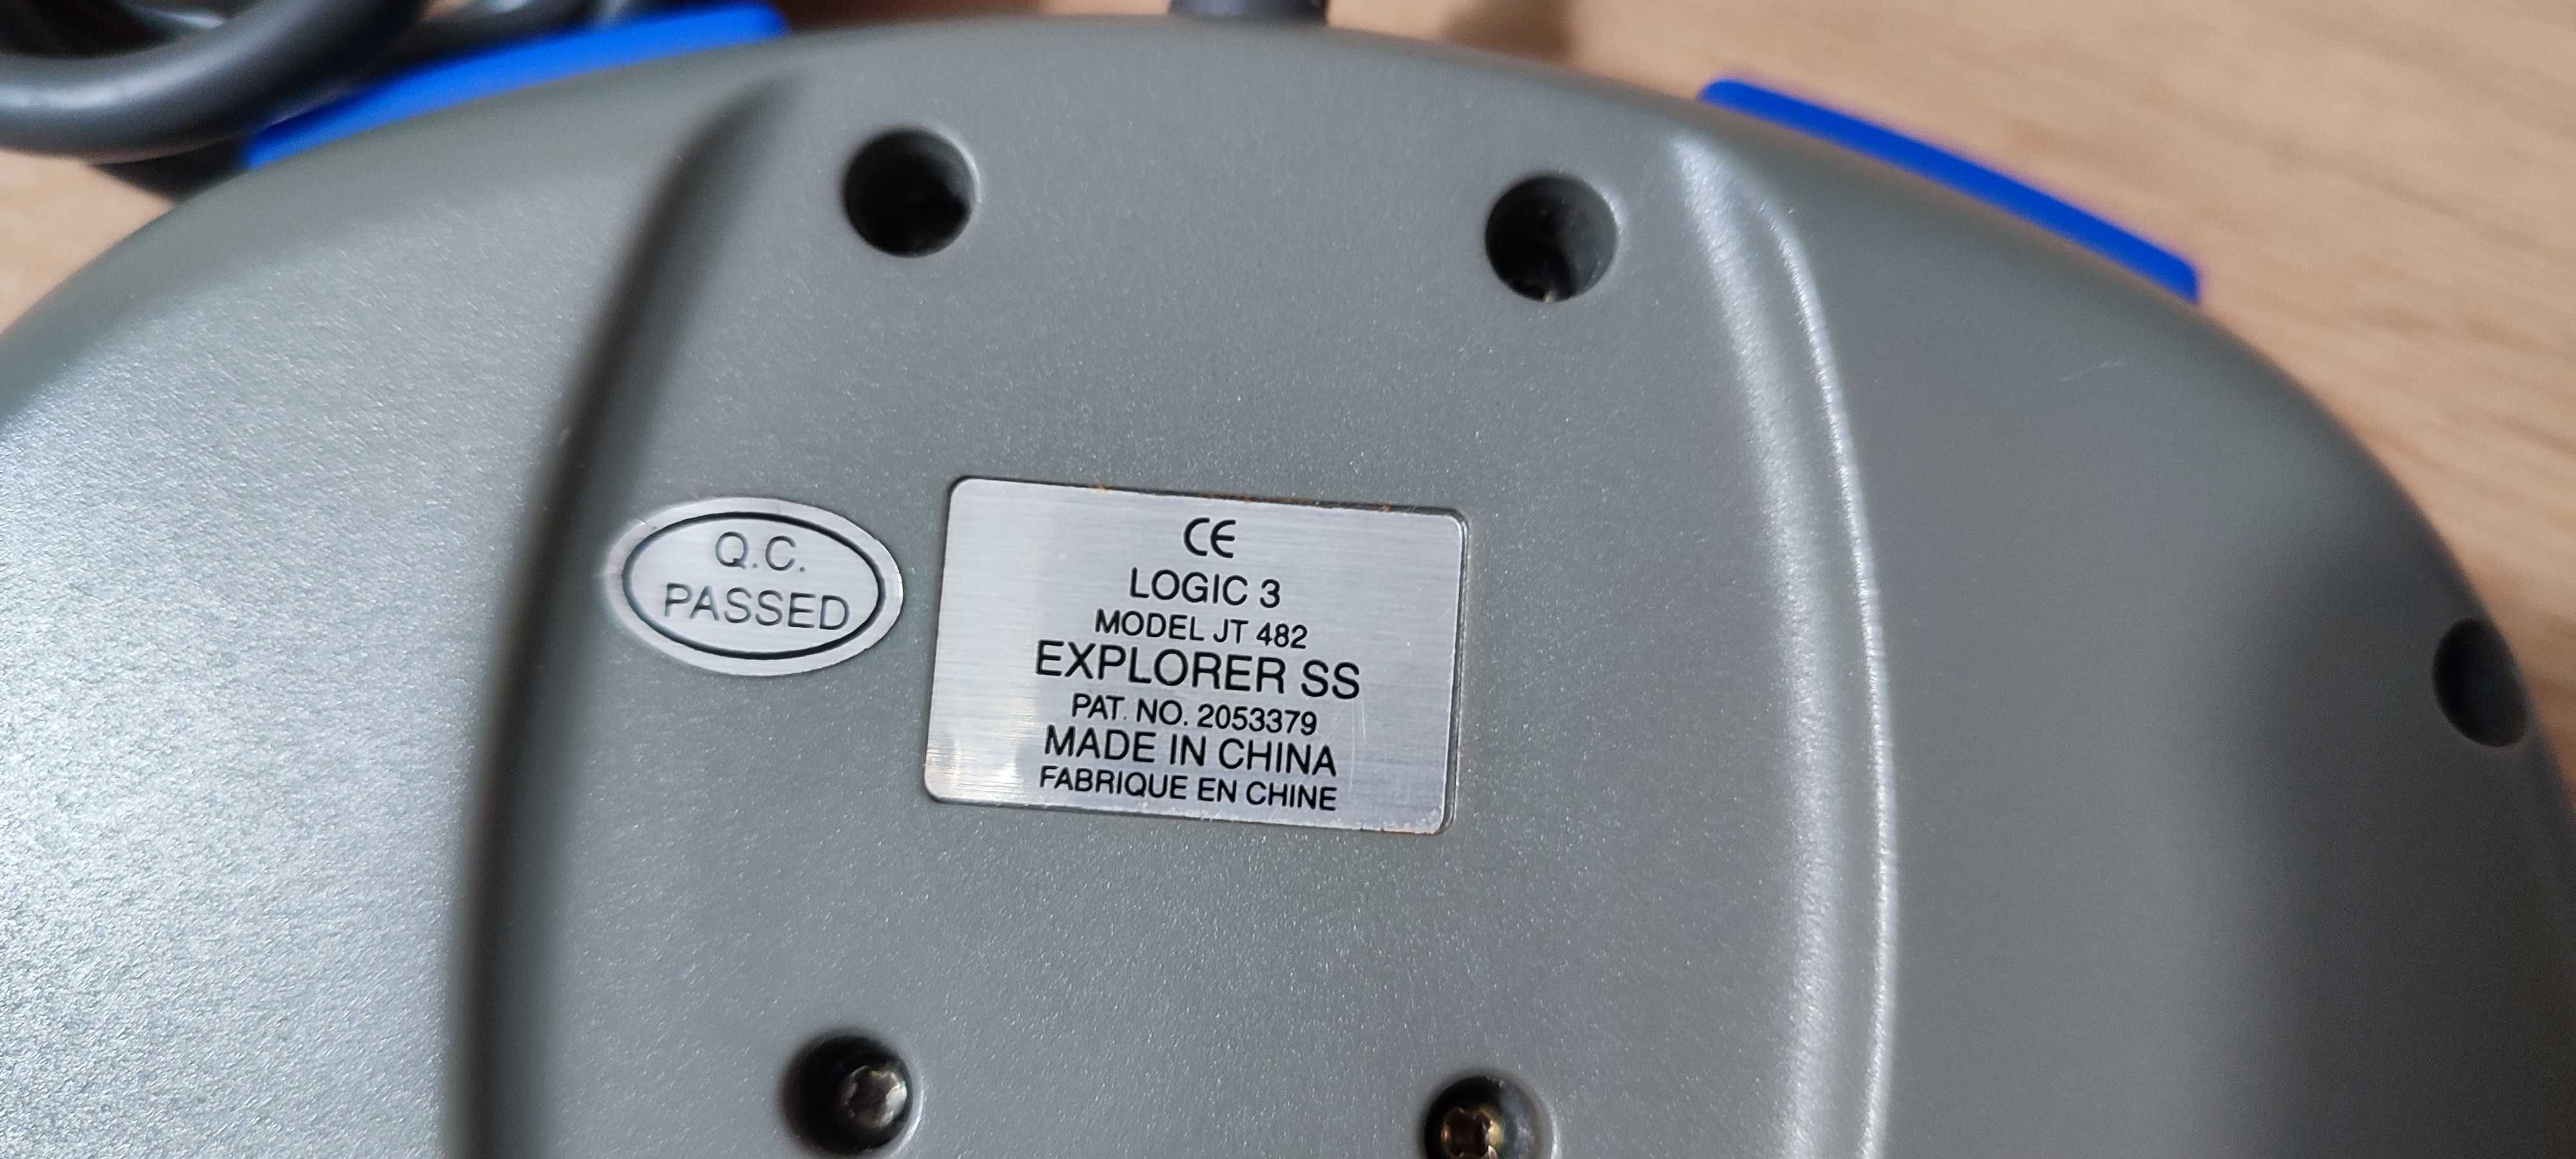 Q.C.
PASSED
CE
LOGIC 3
MODEL JT 482
EXPLORER SS
PAT. NO. 2053379
MADE IN CHINA
FABRIQUE EN CHINE